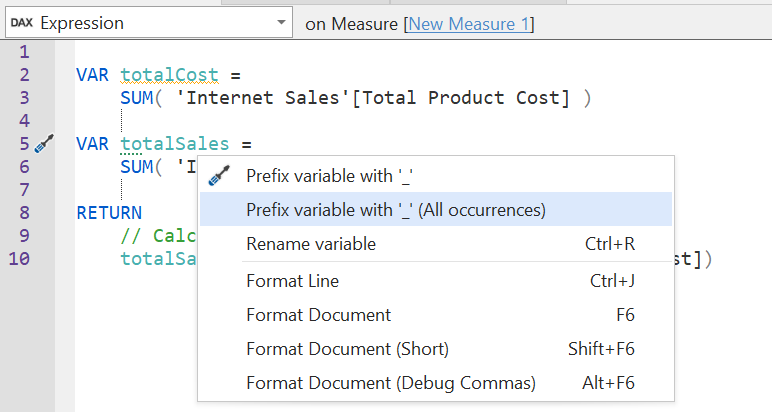 DAX Expression on Measure [New Measure 1]
1
2 VAR totalCost =
3 SUM( 'Internet Sales'[Total Product Cost] )
4
5 VAR totalSales =
6 SUM( 'I
7
8 RETURN
9 // Calc
10 totalSa st])
Prefix variable with '_'
Prefix variable with '_' (All occurrences)
Rename variable Ctrl+R
Format Line Ctrl+J
Format Document F6
Format Document (Short) Shift+F6
Format Document (Debug Commas) Alt+F6